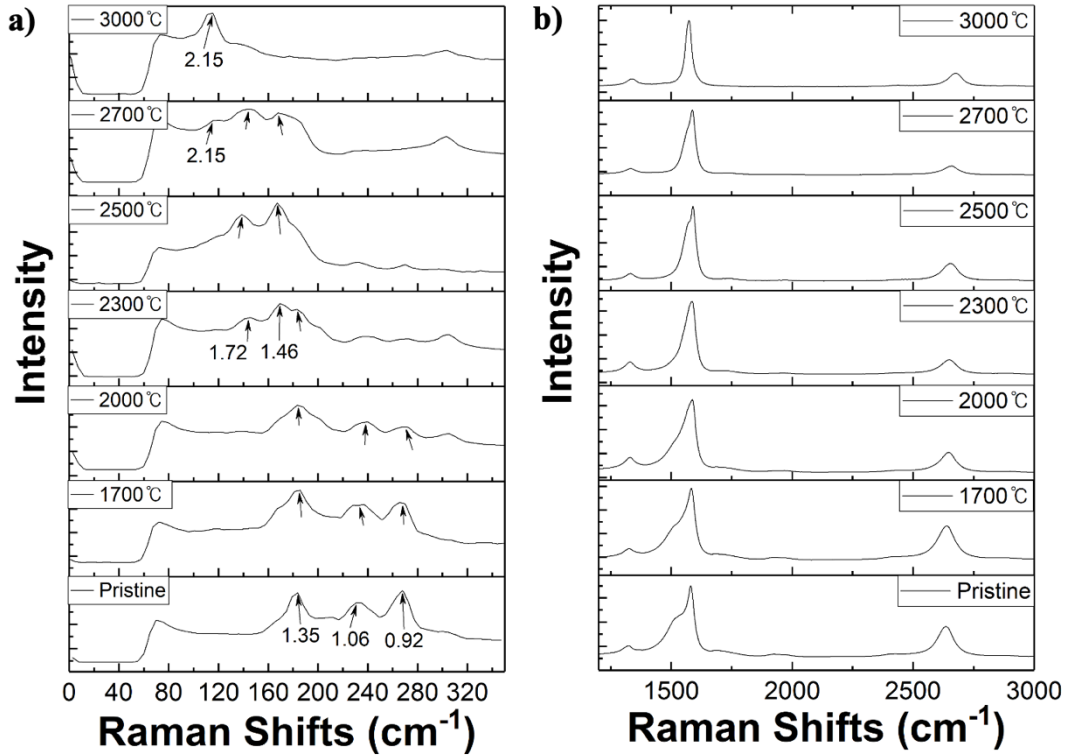 a)
3000℃
2.15
2700℃
2.15
2500℃
2300℃
1.72 1.46
2000℃
1700℃
Pristine
1.35 1.06 0.92
0 40 80 120 160 200 240 280 320
Raman Shifts (cm-1)
Intensity
b)
3000℃
2700℃
2500℃
2300℃
2000℃
1700℃
Pristine
1500 2000 2500 3000
Raman Shifts (cm-1)
Intensity